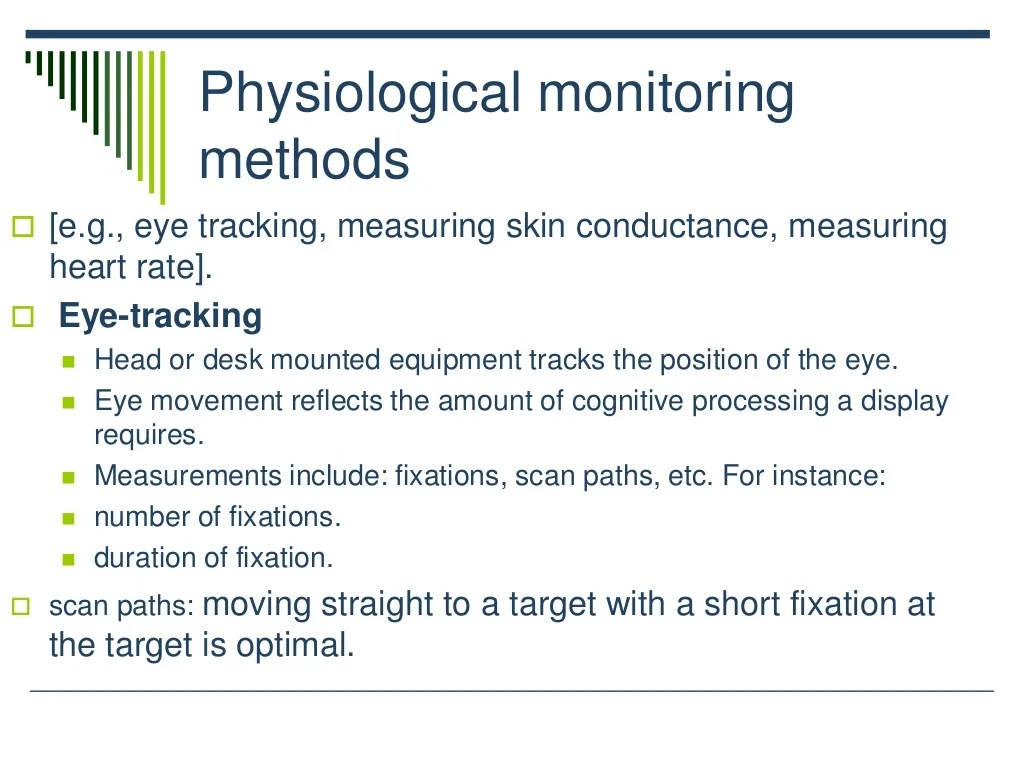 Physiological monitoring
methods
[e.g., eye tracking, measuring skin conductance, measuring
heart rate].
Eye-tracking
Head or desk mounted equipment tracks the position of the eye.
Eye movement reflects the amount of cognitive processing a display
requires.
Measurements include: fixations, scan paths, etc. For instance:
number of fixations.
duration of fixation.
scan paths: moving straight to a target with a short fixation at
the target is optimal.